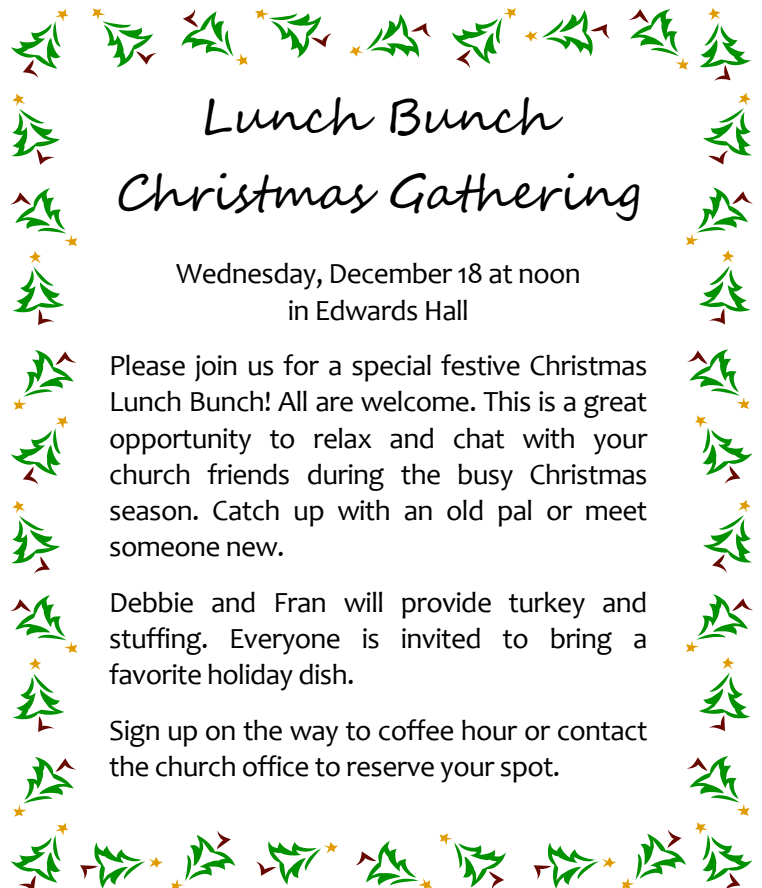 Lunch Bunch
Christmas Gathering
Wednesday, December 18 at noon
in Edwards Hall
Please join us for a special festive Christmas
Lunch Bunch! All are welcome. This is a great
opportunity to relax and chat with your
church friends during the busy Christmas
season. Catch up with an old pal or meet
someone new.
Debbie and Fran will provide turkey and
stuffing. Everyone is invited to bring a
favorite holiday dish.
Sign up on the way to coffee hour or contact
the church office to reserve your spot.